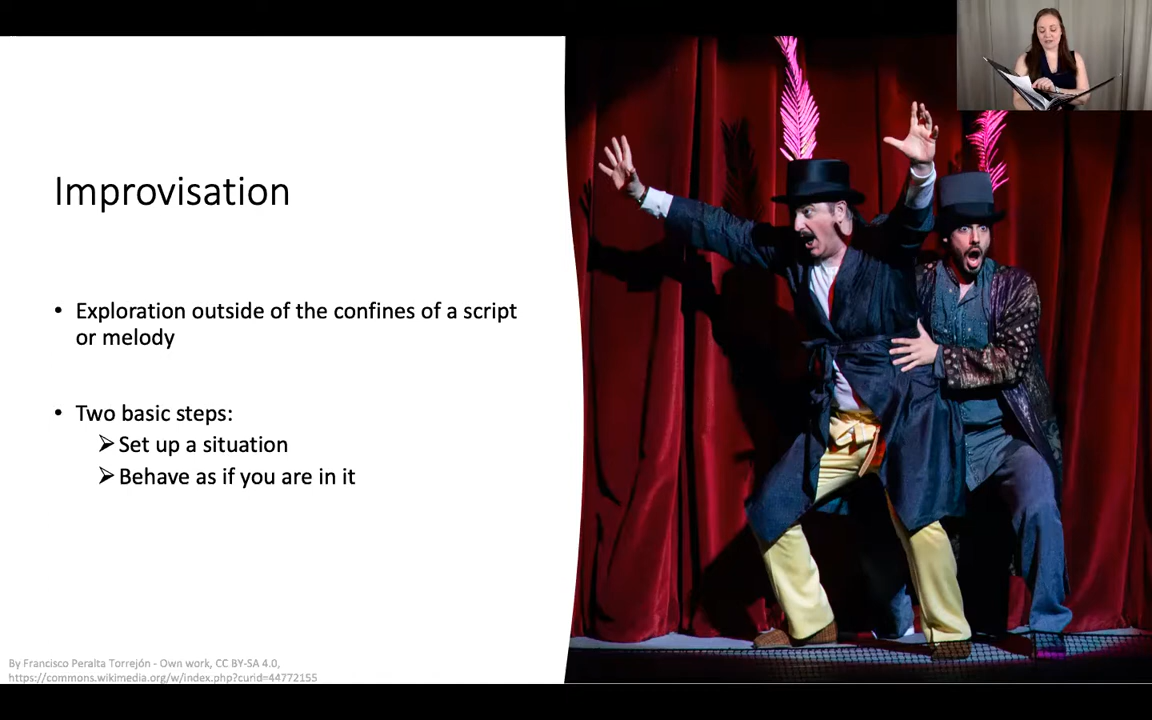 Improvisation
• Exploration outside of the confines of a script
or melody
• Two basic steps:
➢ Set up a situation
➢ Behave as if you are in it
By Francisco Peralta Torrejón - Own work, CC BY-SA 4.0,
https://commons.wikimedia.org/w/index.php?curid=44772155